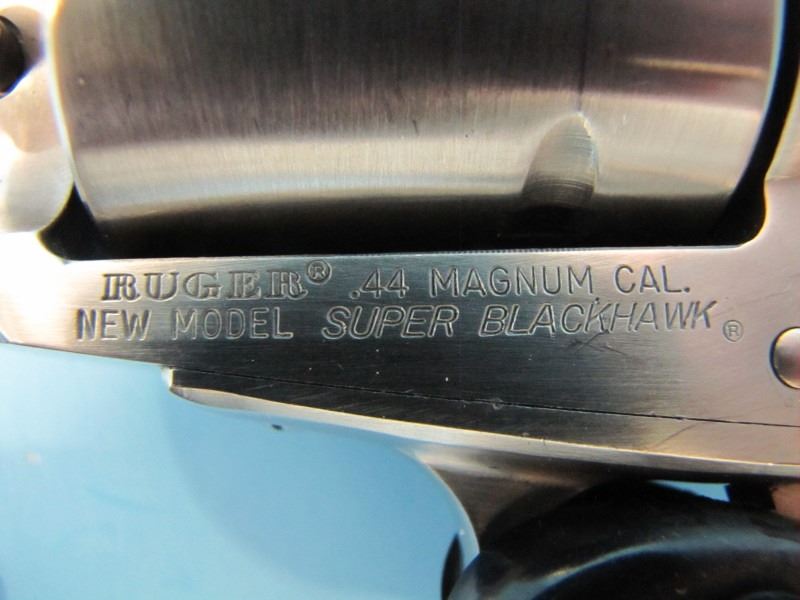 RUGER® .44 MAGNUM CAL.
NEW MODEL SUPER BLACKHAWK®